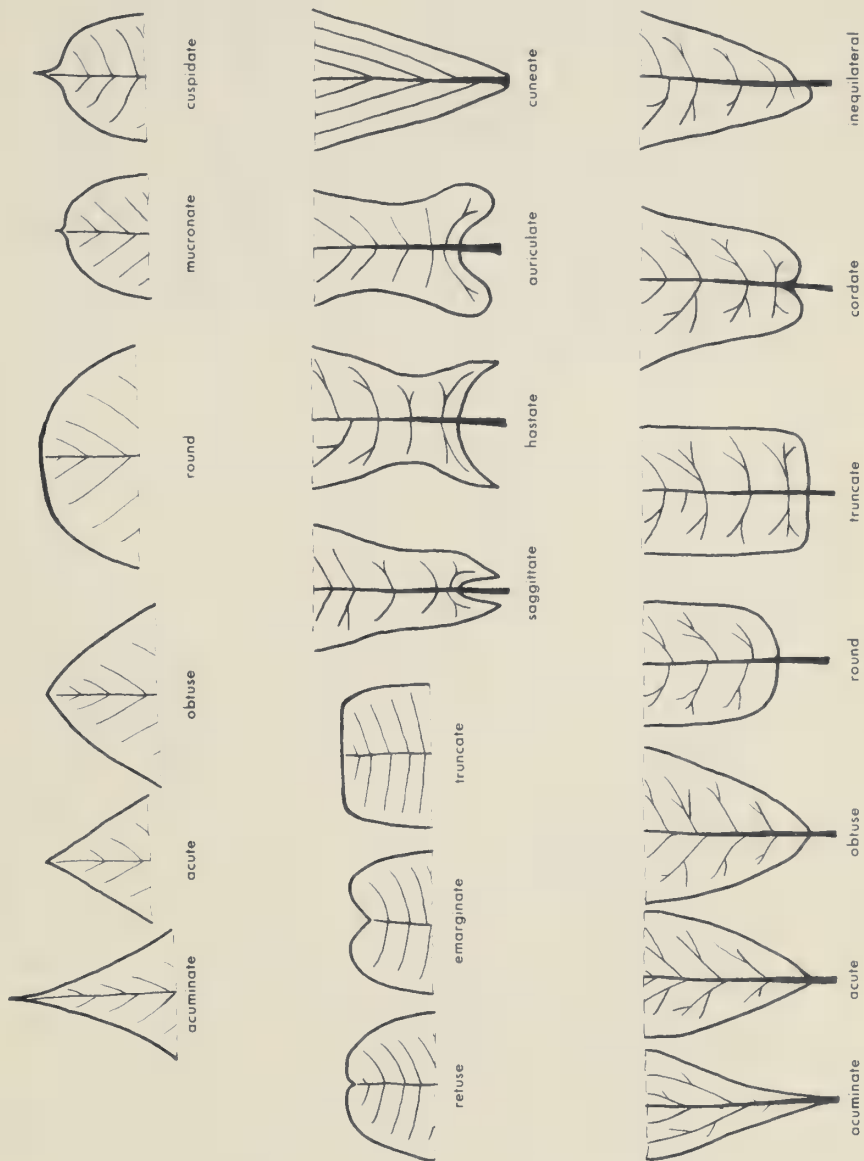 acuminate acute obtuse round mucronate cuspidate
retuse emarginate truncate saggittate hastate auriculate cuneate
acuminate acute obtuse round truncate cordate inequilateral